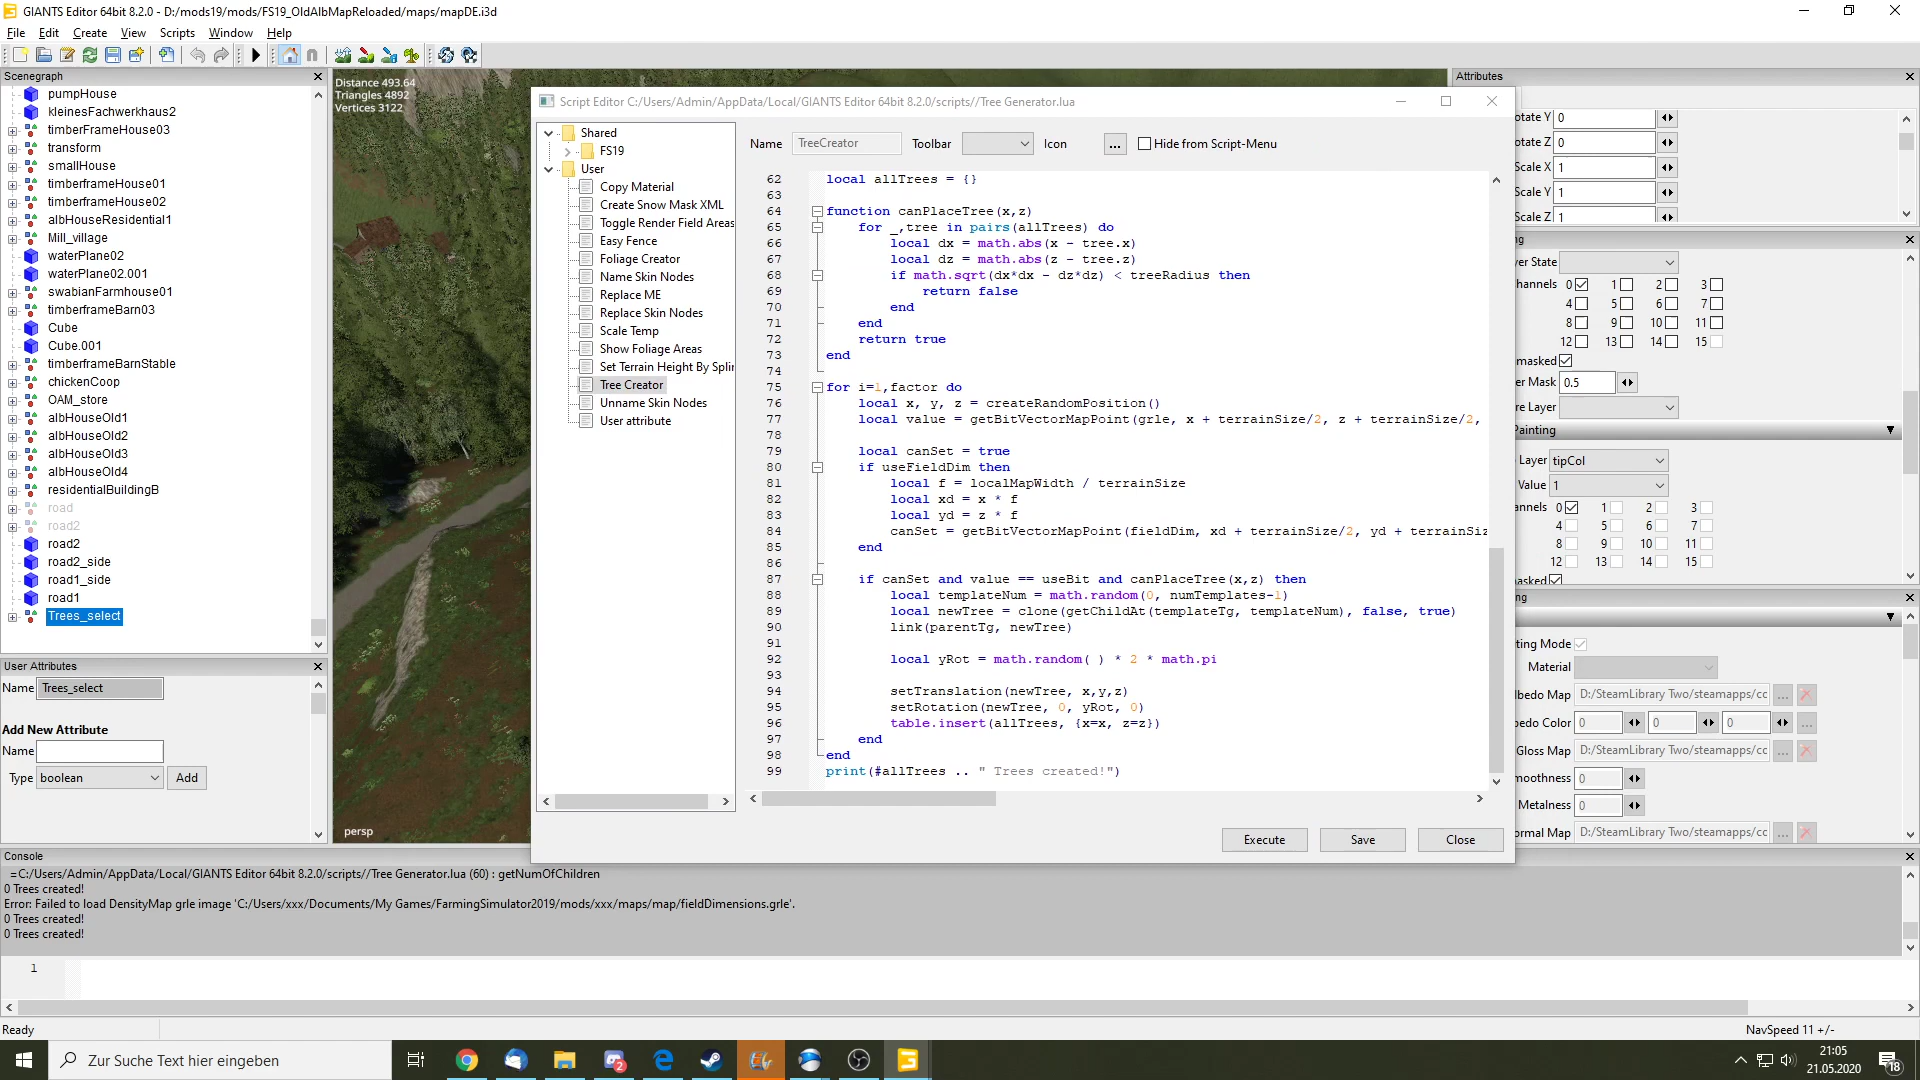 GIANTS Editor 64bit 8.2.0 - D:/mods19/mods/FS19_OldAlbMapReloaded/maps/mapDE.i3d
File Edit Create View Scripts Window Help
Scenegraph
pumpHouse
kleinesFachwerkhaus2
timberFrameHouse03
transform
smallHouse
timberframeHouse01
timberframeHouse02
albHouseResidential1
Mill_village
waterPlane02
waterPlane02.001
swabianFarmhouse01
timberframeBarn03
Cube
Cube.001
timberframeBarnStable
chickenCoop
OAM_store
albHouseOld1
albHouseOld2
albHouseOld3
albHouseOld4
residentialBuildingB
road
road2
road2
road2_side
road1_side
road1
Trees_select
User Attributes
Name Trees_select
Add New Attribute
Name
Type boolean Add
Distance 493.64
Triangles 4892
Vertices 3122
persp
Script Editor C:/Users/Admin/AppData/Local/GIANTS Editor 64bit 8.2.0/scripts//Tree Generator.lua
Shared
FS19
User
Copy Material
Create Snow Mask XML
Toggle Render Field Areas
Easy Fence
Foliage Creator
Name Skin Nodes
Replace ME
Replace Skin Nodes
Scale Temp
Show Foliage Areas
Set Terrain Height By Splin
Tree Creator
Unname Skin Nodes
User attribute
Name TreeCreator Toolbar Icon ... Hide from Script-Menu
62 local allTrees = {}
63
64 function canPlaceTree(x,z)
65 for _,tree in pairs(allTrees) do
66 local dx = math.abs(x - tree.x)
67 local dz = math.abs(z - tree.z)
68 if math.sqrt(dx*dx - dz*dz) < treeRadius then
69 return false
70 end
71 end
72 return true
73 end
74
75 for i=1,factor do
76 local x, y, z = createRandomPosition()
77 local value = getBitVectorMapPoint(grle, x + terrainSize/2, z + terrainSize/2,
78
79 local canSet = true
80 if useFieldDim then
81 local f = localMapWidth / terrainSize
82 local xd = x * f
83 local yd = z * f
84 canSet = getBitVectorMapPoint(fieldDim, xd + terrainSize/2, yd + terrainSiz
85 end
86
87 if canSet and value == useBit and canPlaceTree(x,z) then
88 local templateNum = math.random(0, numTemplates-1)
89 local newTree = clone(getChildAt(templateTg, templateNum), false, true)
90 link(parentTg, newTree)
91
92 local yRot = math.random( ) * 2 * math.pi
93
94 setTranslation(newTree, x,y,z)
95 setRotation(newTree, 0, yRot, 0)
96 table.insert(allTrees, {x=x, z=z})
97 end
98 end
99 print(#allTrees .. " Trees created!")
Execute Save Close
Attributes
otate Y 0
otate Z 0
Scale X 1
Scale Y 1
Scale Z 1
ng
yer State
hannels 0 1 2 3
4 5 6 7
8 9 10 11
12 13 14 15
masked
er Mask 0.5
re Layer
Painting
Layer tipCol
Value 1
annels 0 1 2 3
4 5 6 7
8 9 10 11
12 13 14 15
asked
ng
ting Mode
Material
lbedo Map D:/SteamLibrary Two/steamapps/cc ...
bedo Color 0 0 0 ...
Gloss Map D:/SteamLibrary Two/steamapps/cc ...
moothness 0
Metalness 0
ormal Map D:/SteamLibrary Two/steamapps/cc ...
Console
=C:/Users/Admin/AppData/Local/GIANTS Editor 64bit 8.2.0/scripts//Tree Generator.lua (60) : getNumOfChildren
0 Trees created!
Error: Failed to load DensityMap grle image 'C:/Users/xxx/Documents/My Games/FarmingSimulator2019/mods/xxx/maps/map/fieldDimensions.grle'.
0 Trees created!
0 Trees created!
1
Ready NavSpeed 11 +/-
Zur Suche Text hier eingeben
2
21:05
21.05.2020
18